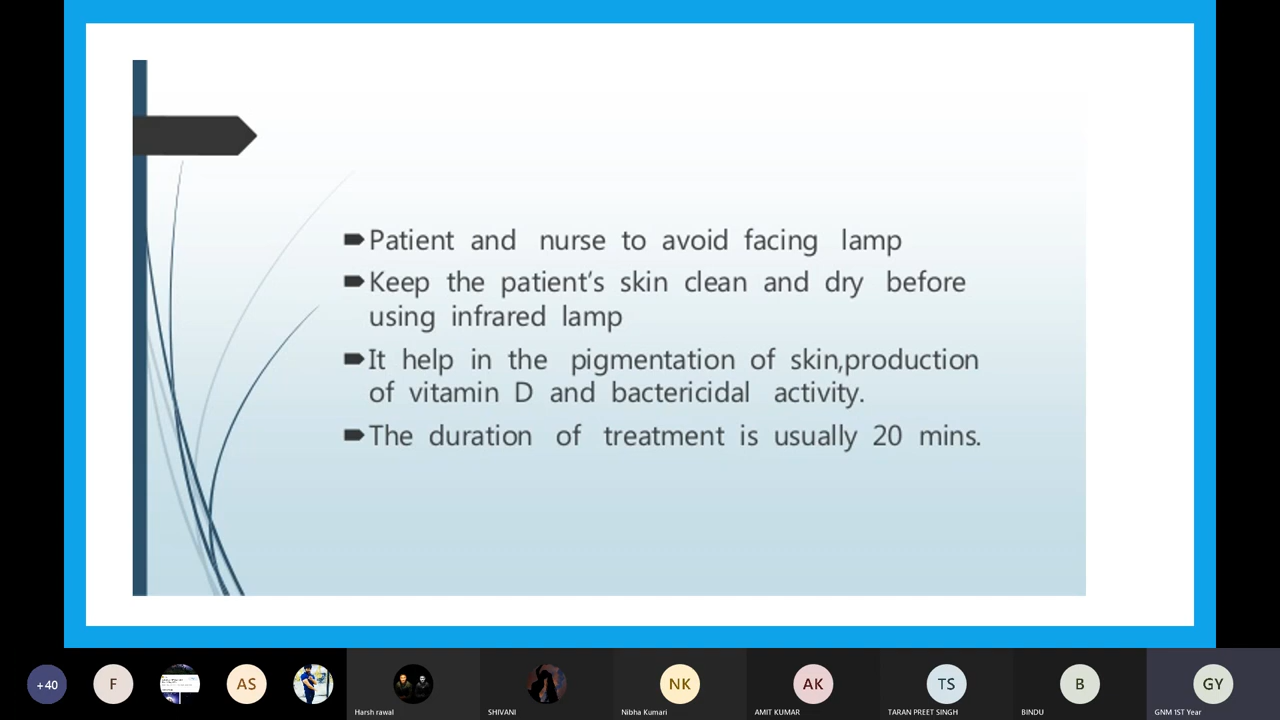 Patient and nurse to avoid facing lamp
Keep the patient's skin clean and dry before
using infrared lamp
It help in the pigmentation of skin,production
of vitamin D and bactericidal activity.
The duration of treatment is usually 20 mins.
+40
F
AS
NK
AK
TS
B
GY
Harsh rawal
SHIVANI
Nibha Kumari
AMIT KUMAR
TARAN PREET SINGH
BINDU
GNM 1ST Year